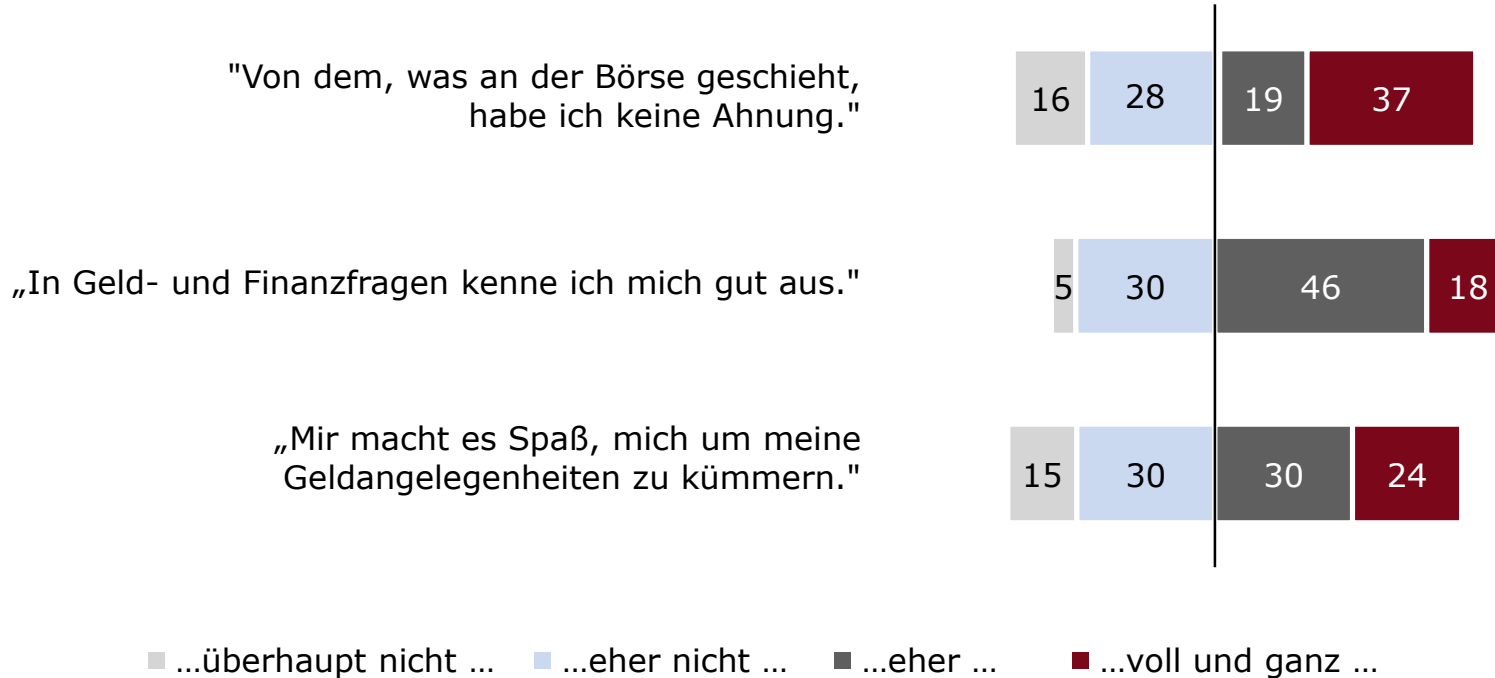 "Von dem, was an der Börse geschieht,
habe ich keine Ahnung."
16 28 19 37
„In Geld- und Finanzfragen kenne ich mich gut aus."
5 30 46 18
„Mir macht es Spaß, mich um meine
Geldangelegenheiten zu kümmern."
15 30 30 24
...überhaupt nicht ... ...eher nicht ... ...eher ... ...voll und ganz ...